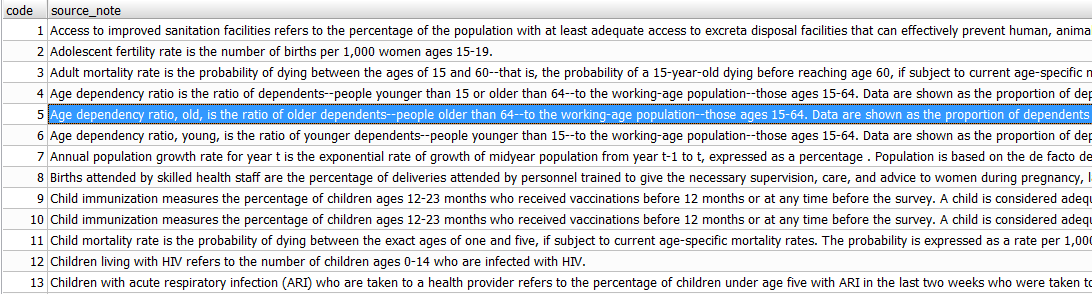 code source_note
1 Access to improved sanitation facilities refers to the percentage of the population with at least adequate access to excreta disposal facilities that can effectively prevent human, anima
2 Adolescent fertility rate is the number of births per 1,000 women ages 15-19.
3 Adult mortality rate is the probability of dying between the ages of 15 and 60--that is, the probability of a 15-year-old dying before reaching age 60, if subject to current age-specific m
4 Age dependency ratio is the ratio of dependents--people younger than 15 or older than 64--to the working-age population--those ages 15-64. Data are shown as the proportion of dep
5 Age dependency ratio, old, is the ratio of older dependents--people older than 64--to the working-age population--those ages 15-64. Data are shown as the proportion of dependents
6 Age dependency ratio, young, is the ratio of younger dependents--people younger than 15--to the working-age population--those ages 15-64. Data are shown as the proportion of dep
7 Annual population growth rate for year t is the exponential rate of growth of midyear population from year t-1 to t, expressed as a percentage . Population is based on the de facto de
8 Births attended by skilled health staff are the percentage of deliveries attended by personnel trained to give the necessary supervision, care, and advice to women during pregnancy, l
9 Child immunization measures the percentage of children ages 12-23 months who received vaccinations before 12 months or at any time before the survey. A child is considered adequ
10 Child immunization measures the percentage of children ages 12-23 months who received vaccinations before 12 months or at any time before the survey. A child is considered adequ
11 Child mortality rate is the probability of dying between the exact ages of one and five, if subject to current age-specific mortality rates. The probability is expressed as a rate per 1,000
12 Children living with HIV refers to the number of children ages 0-14 who are infected with HIV.
13 Children with acute respiratory infection (ARI) who are taken to a health provider refers to the percentage of children under age five with ARI in the last two weeks who were taken to